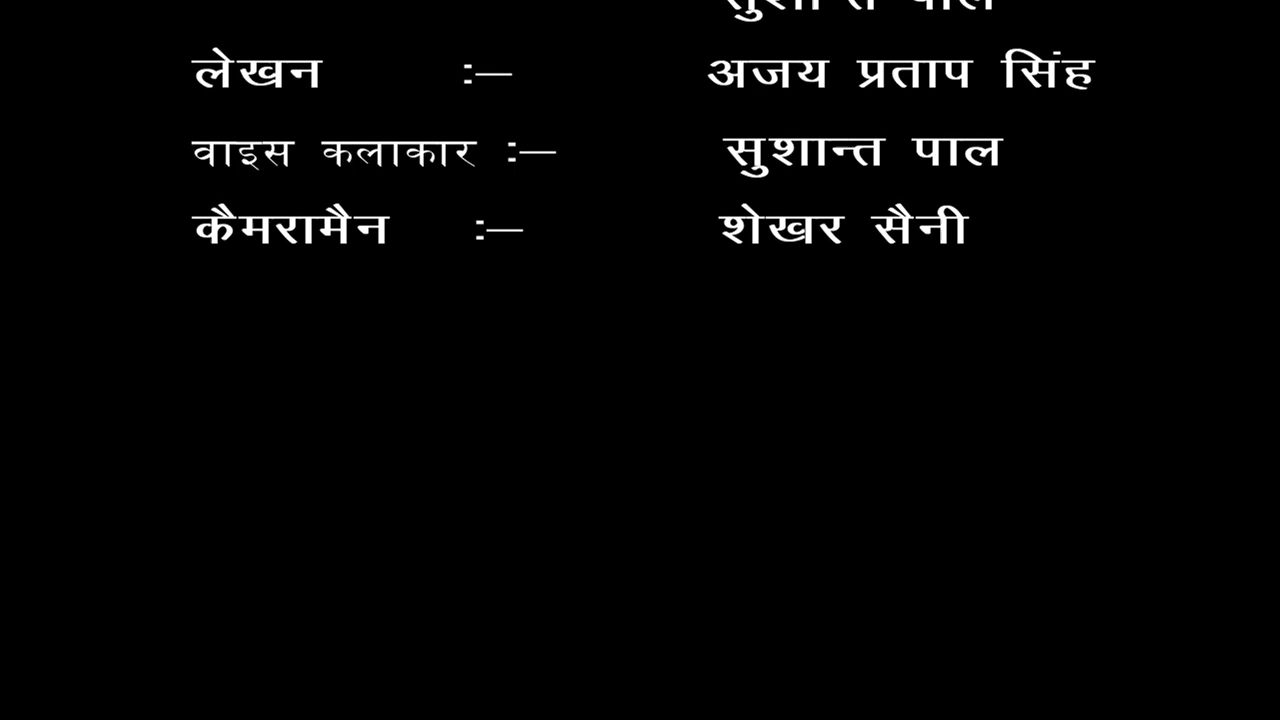 सुशान्त पाल
लेखन :— अजय प्रताप सिंह
वाइस कलाकार :— सुशान्त पाल
कैमरामैन :— शेखर सैनी